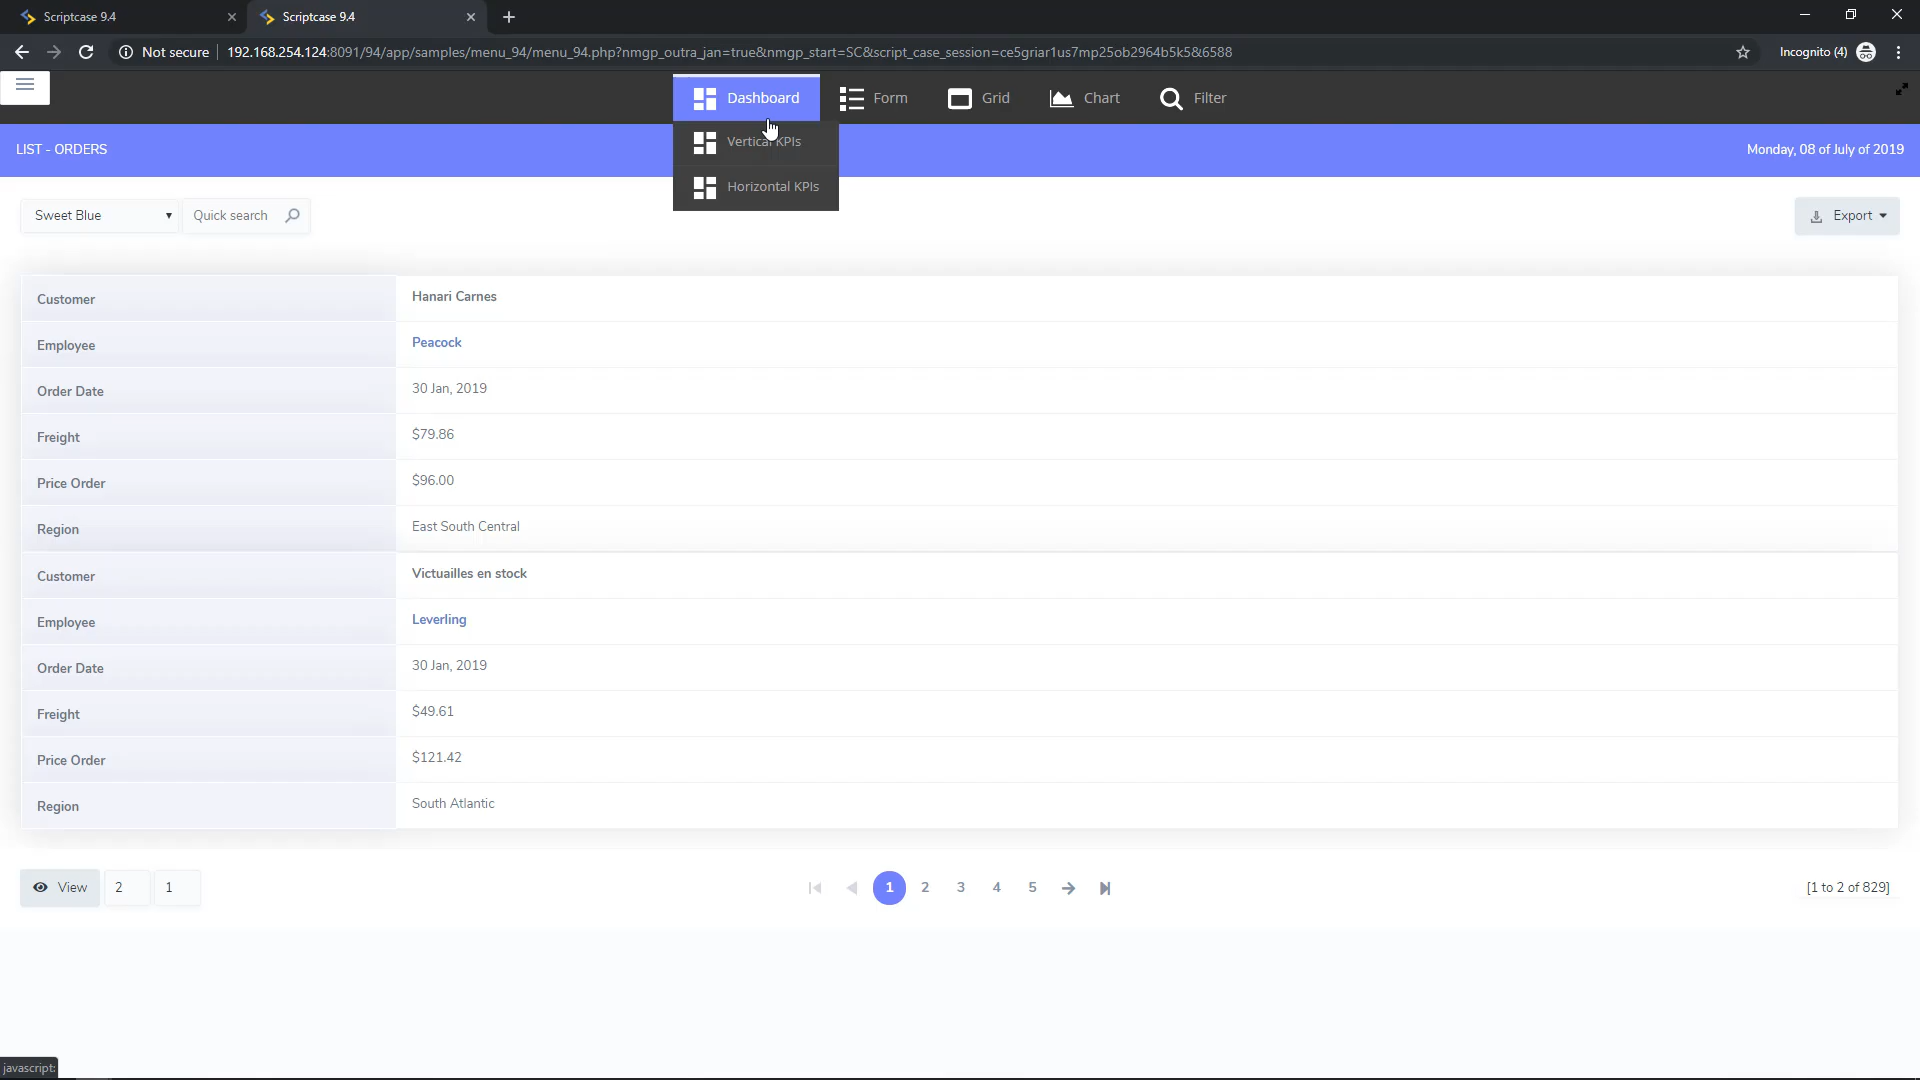 Scriptcase 9.4
Scriptcase 9.4
Not secure
192.168.254.124:8091/94/app/samples/menu_94/menu_94.php?nmgp_outra_jan=true&nmgp_start=SC&script_case_session=ce5griar1us7mp25ob2964b5k5&6588
Incognito (4)
Dashboard
Form
Grid
Chart
Filter
LIST - ORDERS
Vertical KPIs
Horizontal KPIs
Monday, 08 of July of 2019
Sweet Blue
Quick search
Export
Customer Hanari Carnes
Employee Peacock
Order Date 30 Jan, 2019
Freight $79.86
Price Order $96.00
Region East South Central
Customer Victuailles en stock
Employee Leverling
Order Date 30 Jan, 2019
Freight $49.61
Price Order $121.42
Region South Atlantic
View 2 1
1 2 3 4 5
[1 to 2 of 829]
javascript: